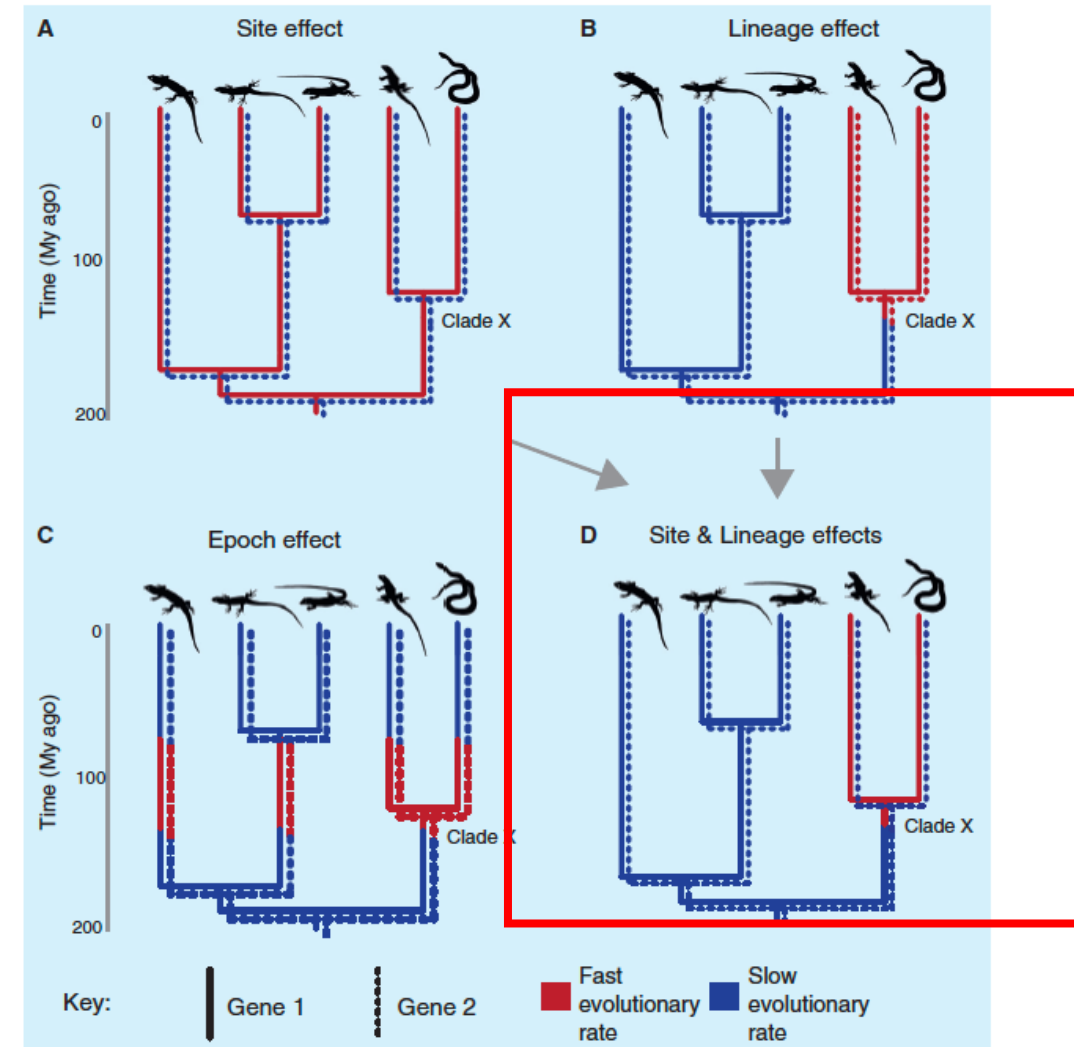 A Site effect
B Lineage effect
0
100
200
Time (My ago)
Clade X
Clade X
C Epoch effect
D Site & Lineage effects
0
100
200
Time (My ago)
Clade X
Clade X
Key:
Gene 1
Gene 2
Fast
evolutionary
rate
Slow
evolutionary
rate